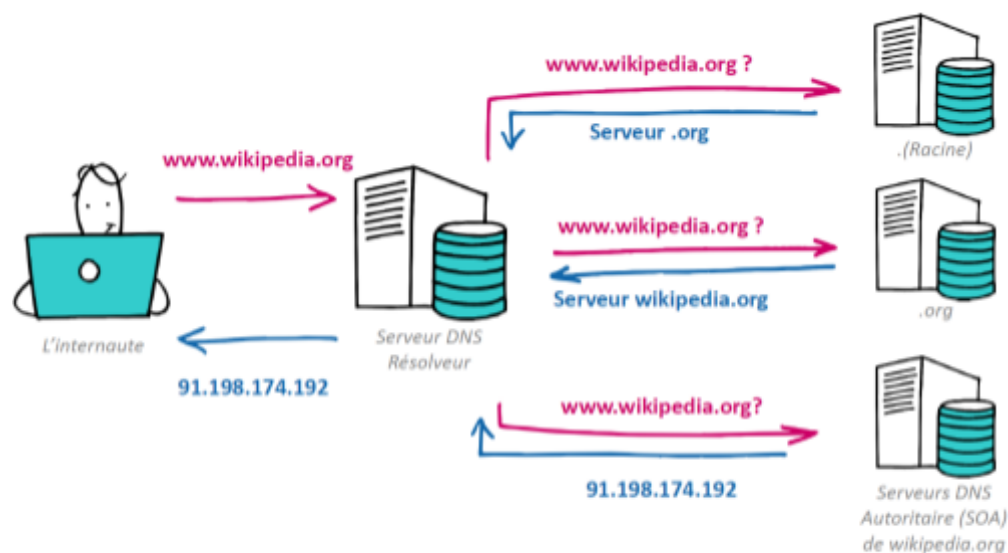 www.wikipedia.org ?
Serveur .org
.(Racine)
www.wikipedia.org
www.wikipedia.org ?
Serveur wikipedia.org
.org
L'internaute
Serveur DNS
Résolveur
91.198.174.192
www.wikipedia.org?
91.198.174.192
Serveurs DNS
Autoritaire (SOA)
de wikipedia.org